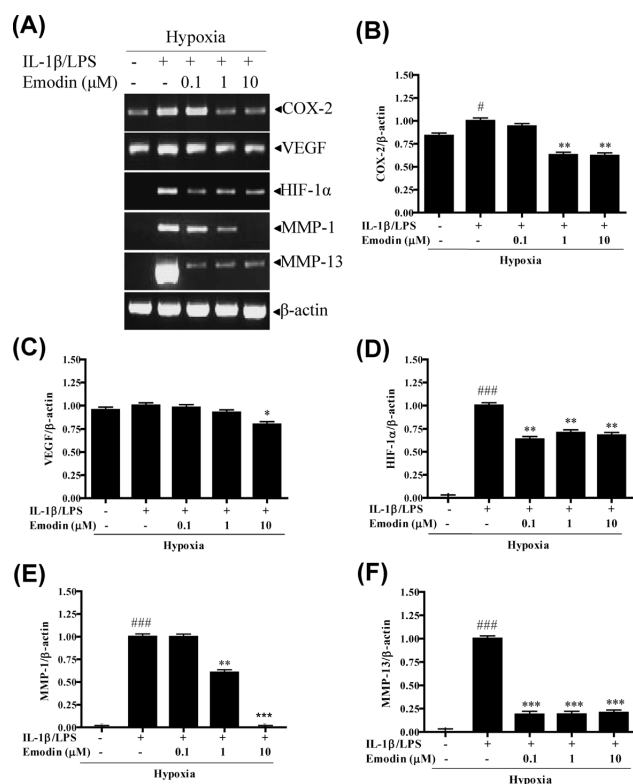 (A)
Hypoxia
IL-1β/LPS - + + + +
Emodin (μM) - - 0.1 1 10
COX-2
VEGF
HIF-1α
MMP-1
MMP-13
β-actin
(B)
COX-2/β-actin
1.50
1.25
1.00
0.75
0.50
0.25
0.00
#
**
**
IL-1β/LPS - + + + +
Emodin (μM) - - 0.1 1 10
Hypoxia
(C)
VEGF/β-actin
1.50
1.25
1.00
0.75
0.50
0.25
0.00
*
IL-1β/LPS - + + + +
Emodin (μM) - - 0.1 1 10
Hypoxia
(D)
HIF-1α/β-actin
1.50
1.25
1.00
0.75
0.50
0.25
0.00
###
**
**
**
IL-1β/LPS - + + + +
Emodin (μM) - - 0.1 1 10
Hypoxia
(E)
MMP-1/β-actin
1.50
1.25
1.00
0.75
0.50
0.25
0.00
###
**
***
IL-1β/LPS - + + + +
Emodin (μM) - - 0.1 1 10
Hypoxia
(F)
MMP-13/β-actin
1.50
1.25
1.00
0.75
0.50
0.25
0.00
###
***
***
***
IL-1β/LPS - + + + +
Emodin (μM) - - 0.1 1 10
Hypoxia